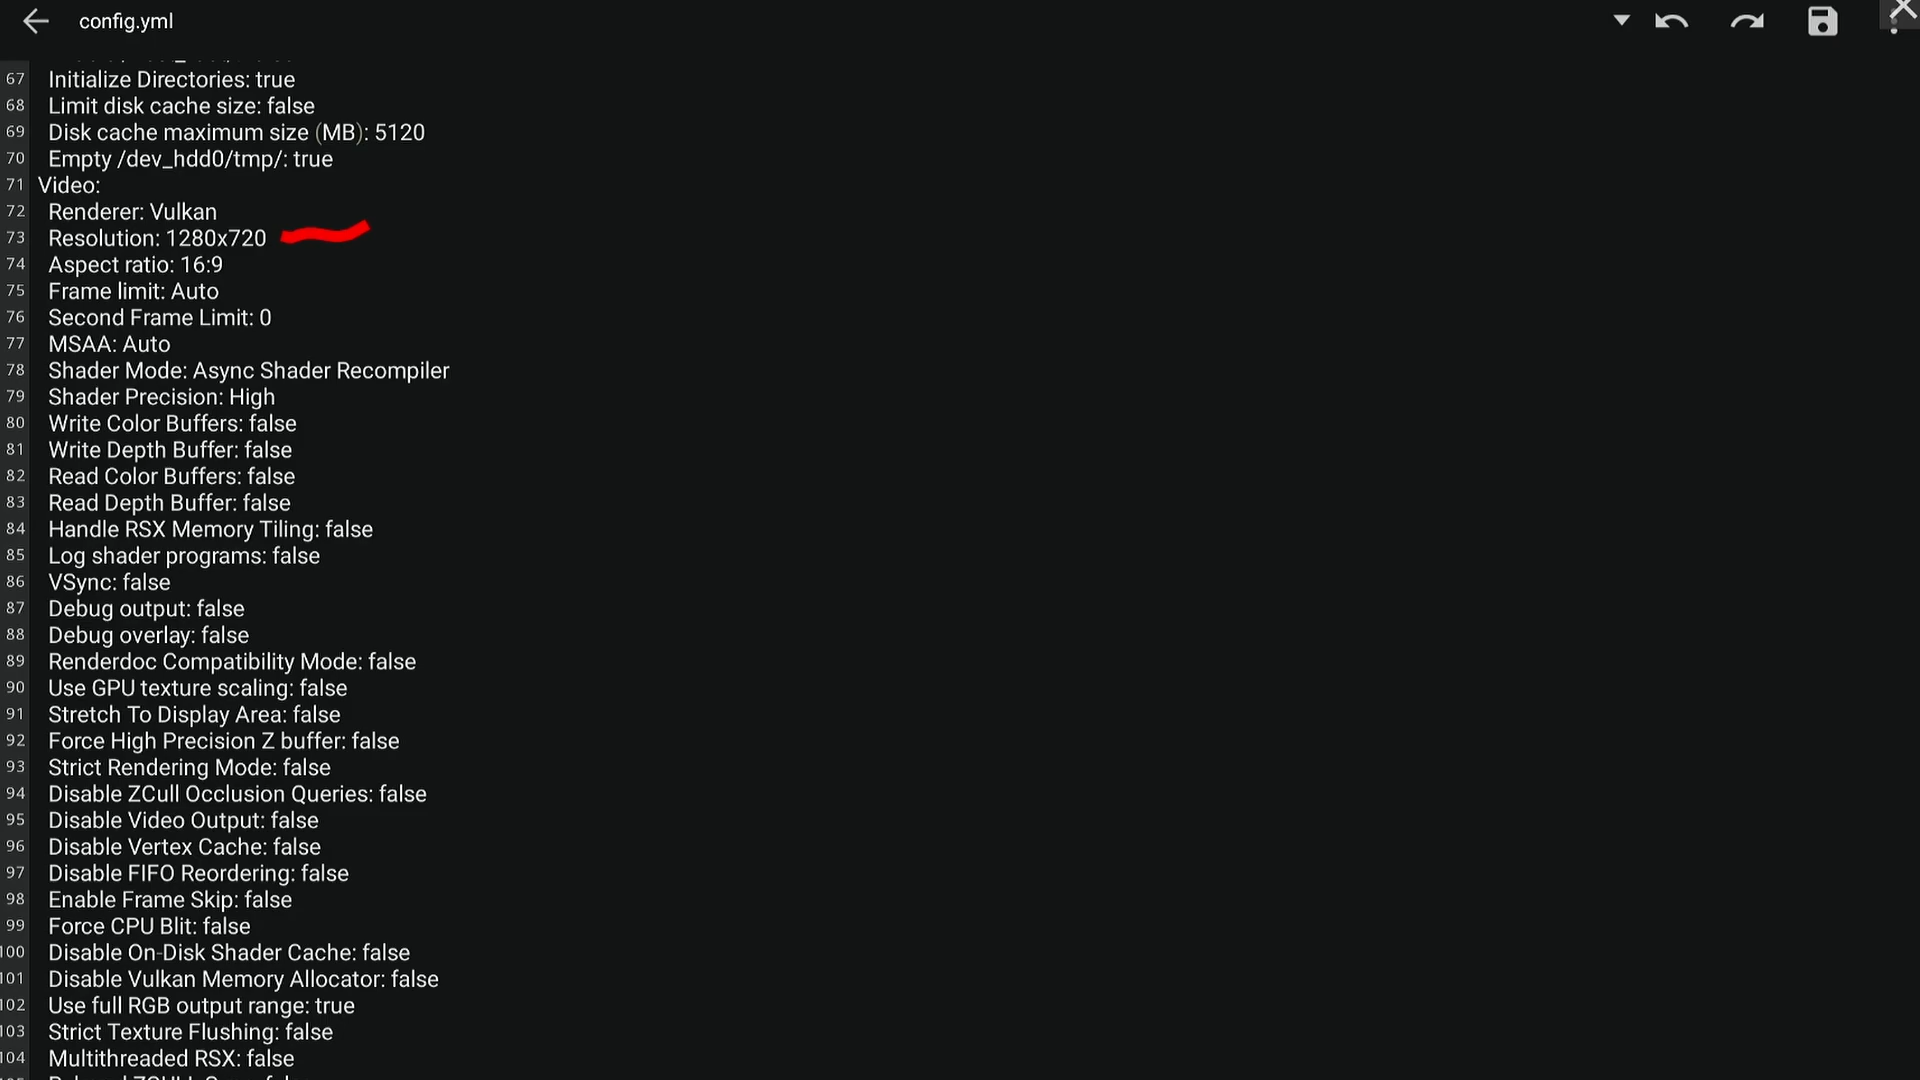 config.yml
67 Initialize Directories: true
68 Limit disk cache size: false
69 Disk cache maximum size (MB): 5120
70 Empty /dev_hdd0/tmp/: true
71 Video:
72 Renderer: Vulkan
73 Resolution: 1280x720
74 Aspect ratio: 16:9
75 Frame limit: Auto
76 Second Frame Limit: 0
77 MSAA: Auto
78 Shader Mode: Async Shader Recompiler
79 Shader Precision: High
80 Write Color Buffers: false
81 Write Depth Buffer: false
82 Read Color Buffers: false
83 Read Depth Buffer: false
84 Handle RSX Memory Tiling: false
85 Log shader programs: false
86 VSync: false
87 Debug output: false
88 Debug overlay: false
89 Renderdoc Compatibility Mode: false
90 Use GPU texture scaling: false
91 Stretch To Display Area: false
92 Force High Precision Z buffer: false
93 Strict Rendering Mode: false
94 Disable ZCull Occlusion Queries: false
95 Disable Video Output: false
96 Disable Vertex Cache: false
97 Disable FIFO Reordering: false
98 Enable Frame Skip: false
99 Force CPU Blit: false
100 Disable On-Disk Shader Cache: false
101 Disable Vulkan Memory Allocator: false
102 Use full RGB output range: true
103 Strict Texture Flushing: false
104 Multithreaded RSX: false